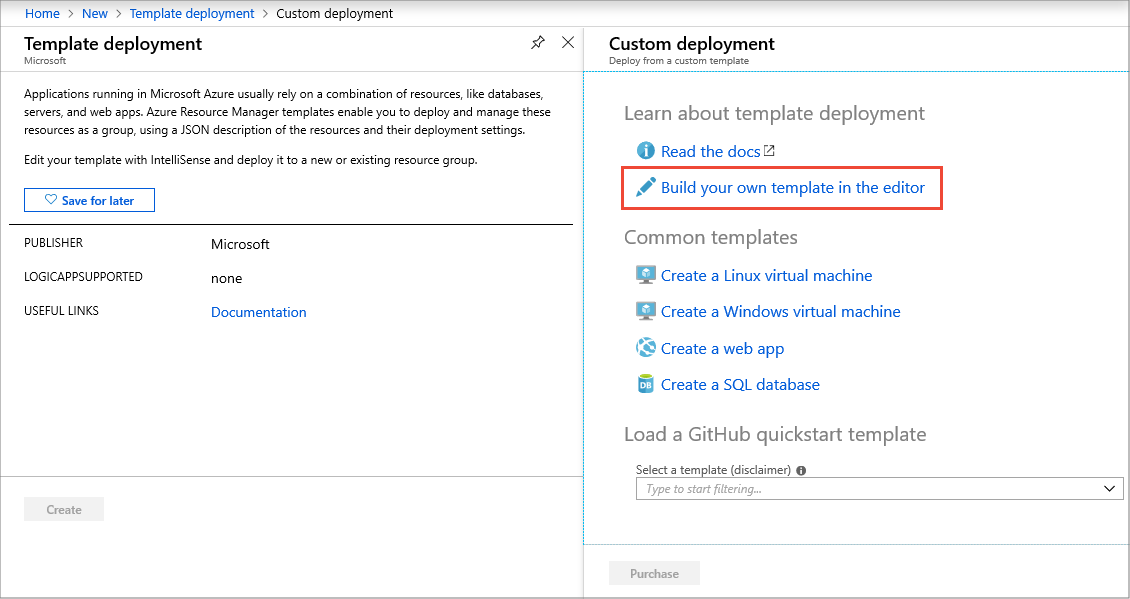 Home > New > Template deployment > Custom deployment
Template deployment
Microsoft
Applications running in Microsoft Azure usually rely on a combination of resources, like databases,
servers, and web apps. Azure Resource Manager templates enable you to deploy and manage these
resources as a group, using a JSON description of the resources and their deployment settings.
Edit your template with IntelliSense and deploy it to a new or existing resource group.
Save for later
PUBLISHER Microsoft
LOGICAPPSUPPORTED none
USEFUL LINKS Documentation
Create
Custom deployment
Deploy from a custom template
Learn about template deployment
Read the docs
Build your own template in the editor
Common templates
Create a Linux virtual machine
Create a Windows virtual machine
Create a web app
DB Create a SQL database
Load a GitHub quickstart template
Select a template (disclaimer)
Type to start filtering...
Purchase